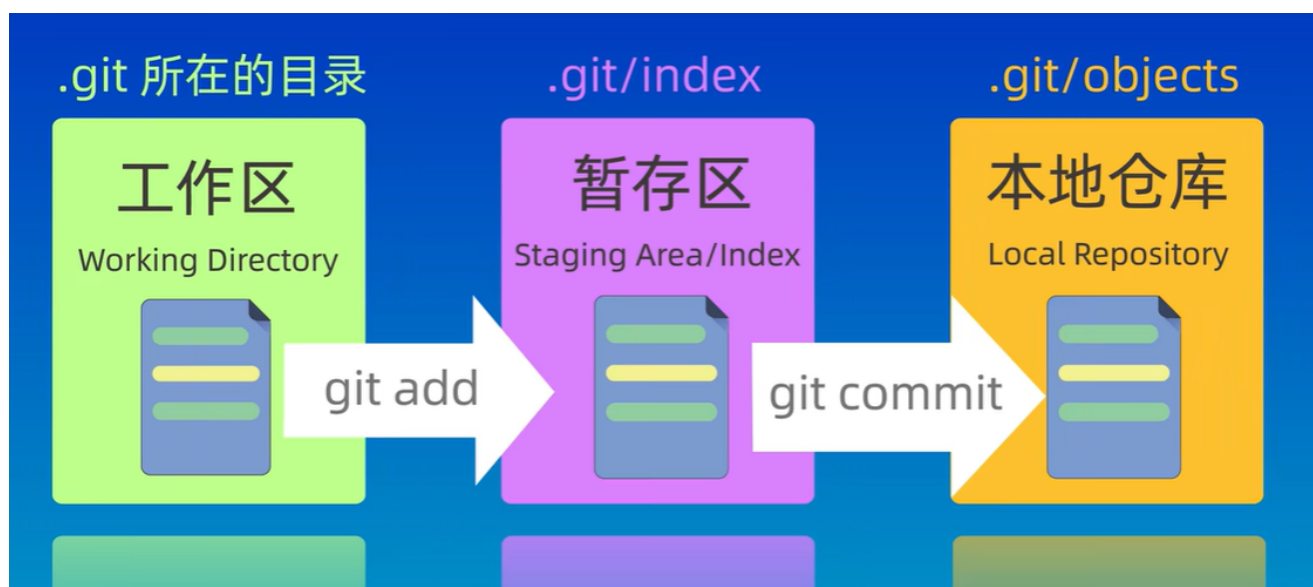 .git 所在的目录
.git/index
.git/objects
工作区
Working Directory
暂存区
Staging Area/Index
本地仓库
Local Repository
git add
git commit